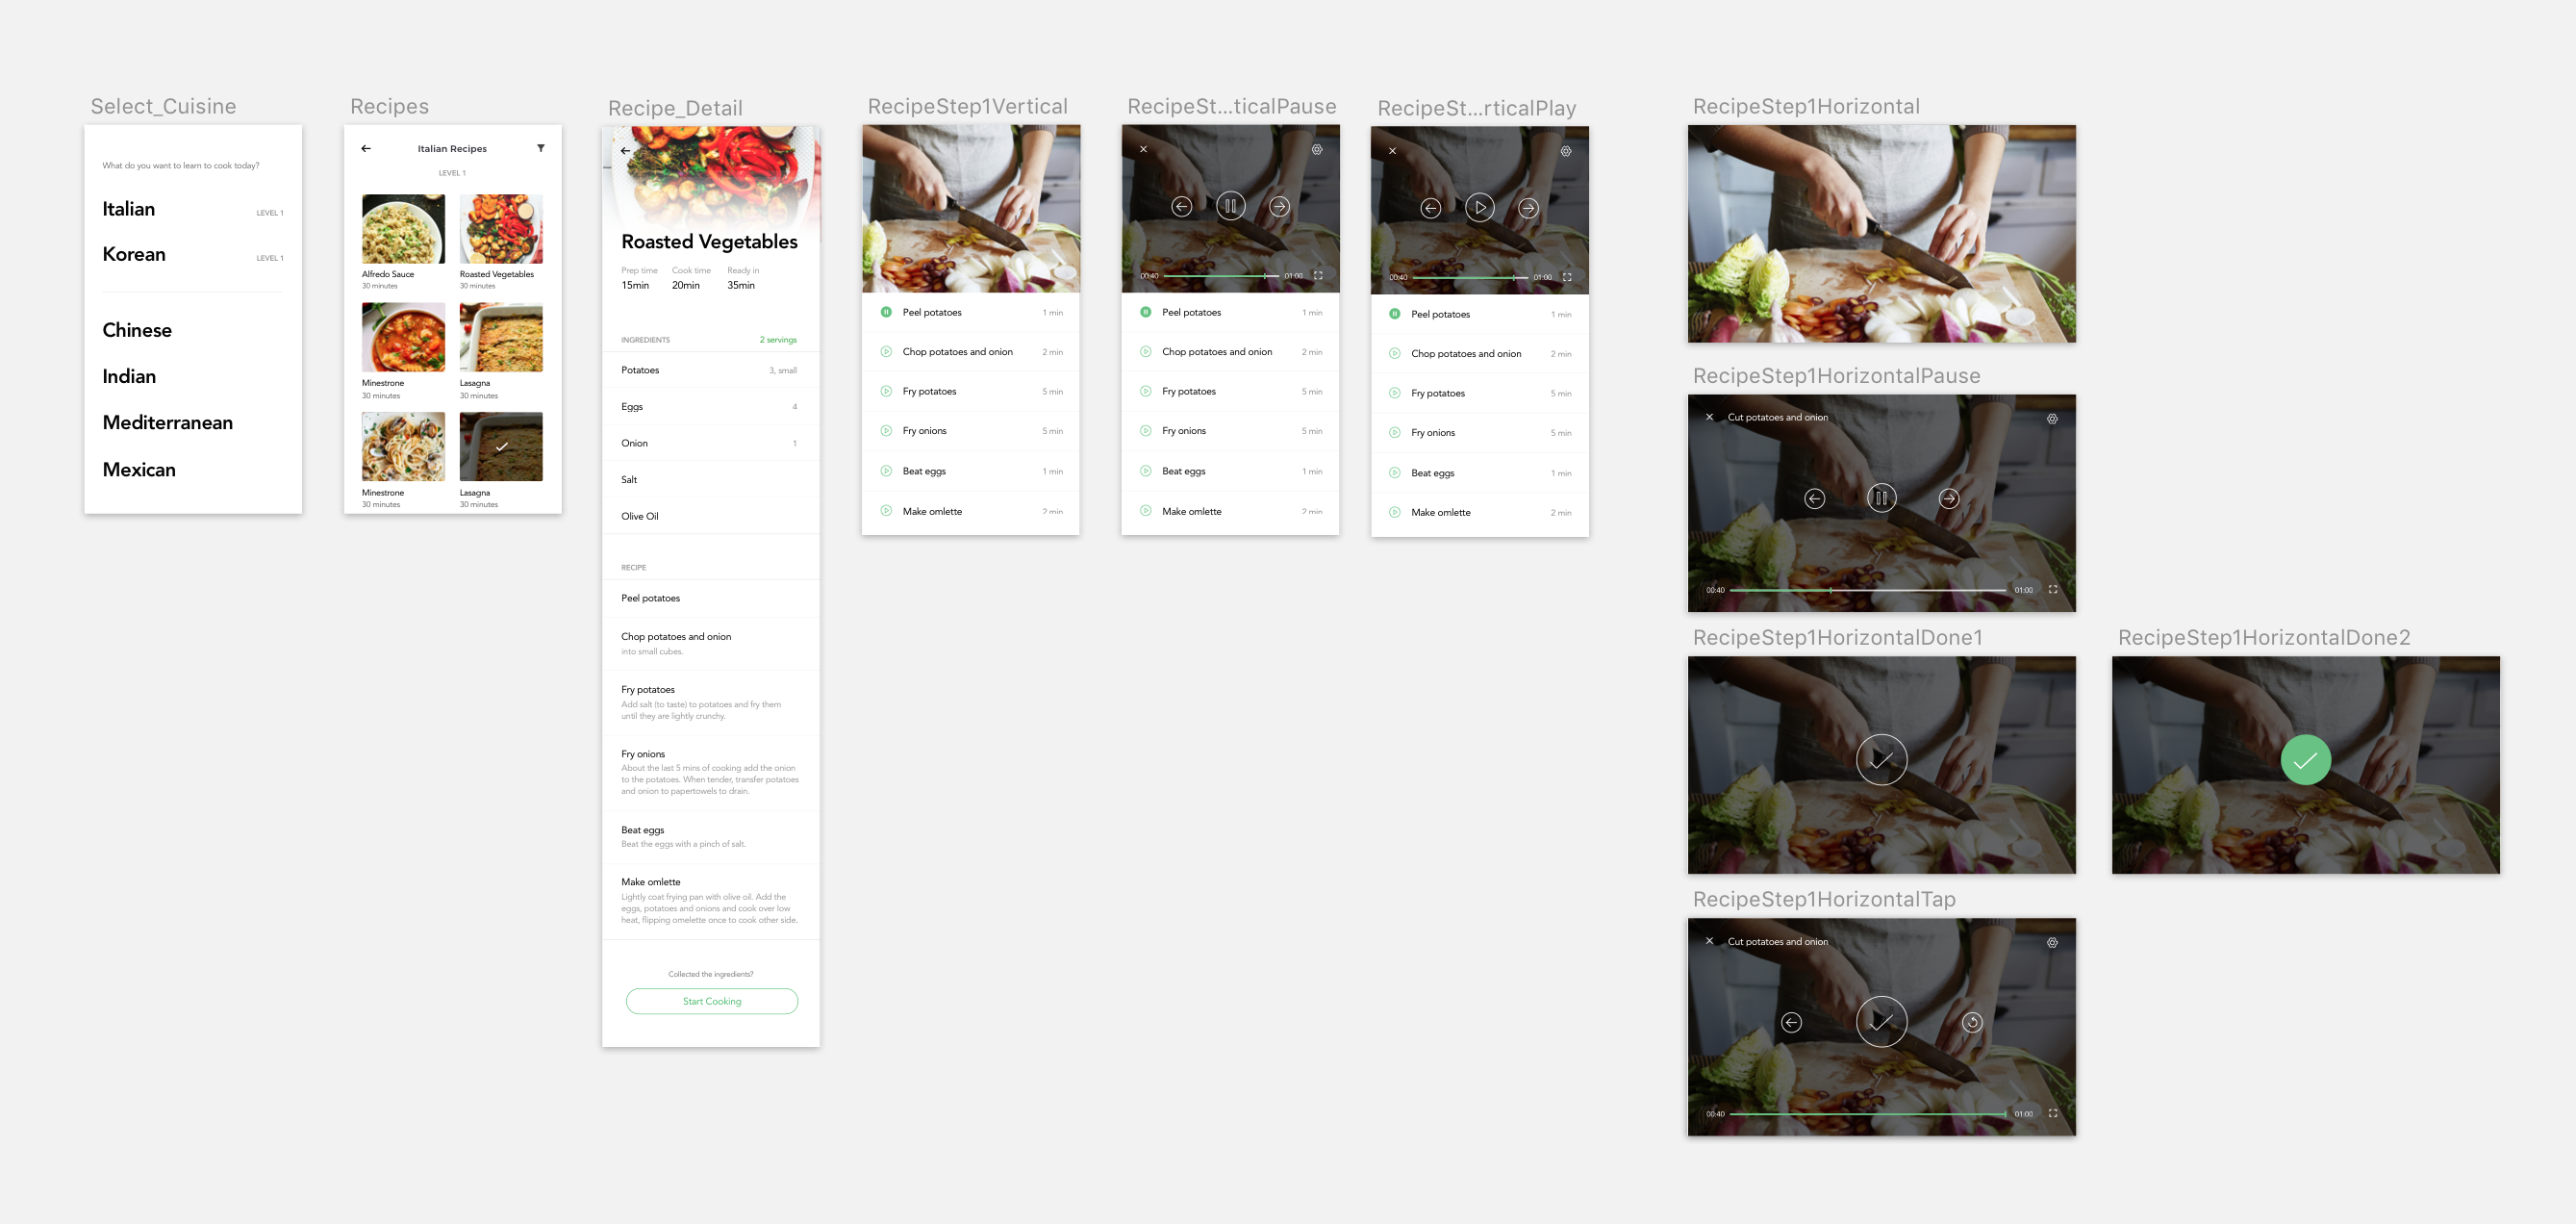 Select_Cuisine
What do you want to learn to cook today?
Italian
LEVEL 1
Korean
LEVEL 1
Chinese
Indian
Mediterranean
Mexican
Recipes
Italian Recipes
LEVEL 1
Alfredo Sauce
30 minutes
Roasted Vegetables
30 minutes
Minestrone
30 minutes
Lasagna
30 minutes
Minestrone
30 minutes
Lasagna
30 minutes
Recipe_Detail
Roasted Vegetables
Prep time
15min
Cook time
20min
Ready in
35min
INGREDIENTS
2 servings
Potatoes
3, small
Eggs
4
Onion
1
Salt
Olive Oil
RECIPE
Peel potatoes
Chop potatoes and onion
into small cubes.
Fry potatoes
Add salt (to taste) to potatoes and fry them
until they are lightly crunchy.
Fry onions
About the last 5 mins of cooking add the onion
to the potatoes. When tender, transfer potatoes
and onion to papertowels to drain.
Beat eggs
Beat the eggs with a pinch of salt.
Make omlette
Lightly coat frying pan with olive oil. Add the
eggs, potatoes and onions and cook over low
heat, flipping omelette once to cook other side.
Collected the ingredients?
Start Cooking
RecipeStep1Vertical
Peel potatoes
1 min
Chop potatoes and onion
2 min
Fry potatoes
5 min
Fry onions
5 min
Beat eggs
1 min
Make omlette
2 min
RecipeSt...ticalPause
00:40
01:00
Peel potatoes
1 min
Chop potatoes and onion
2 min
Fry potatoes
5 min
Fry onions
5 min
Beat eggs
1 min
Make omlette
2 min
RecipeSt...rticalPlay
00:40
01:00
Peel potatoes
1 min
Chop potatoes and onion
2 min
Fry potatoes
5 min
Fry onions
5 min
Beat eggs
1 min
Make omlette
2 min
RecipeStep1Horizontal
RecipeStep1HorizontalPause
Cut potatoes and onion
00:40
01:00
RecipeStep1HorizontalDone1
RecipeStep1HorizontalDone2
RecipeStep1HorizontalTap
Cut potatoes and onion
00:40
01:00